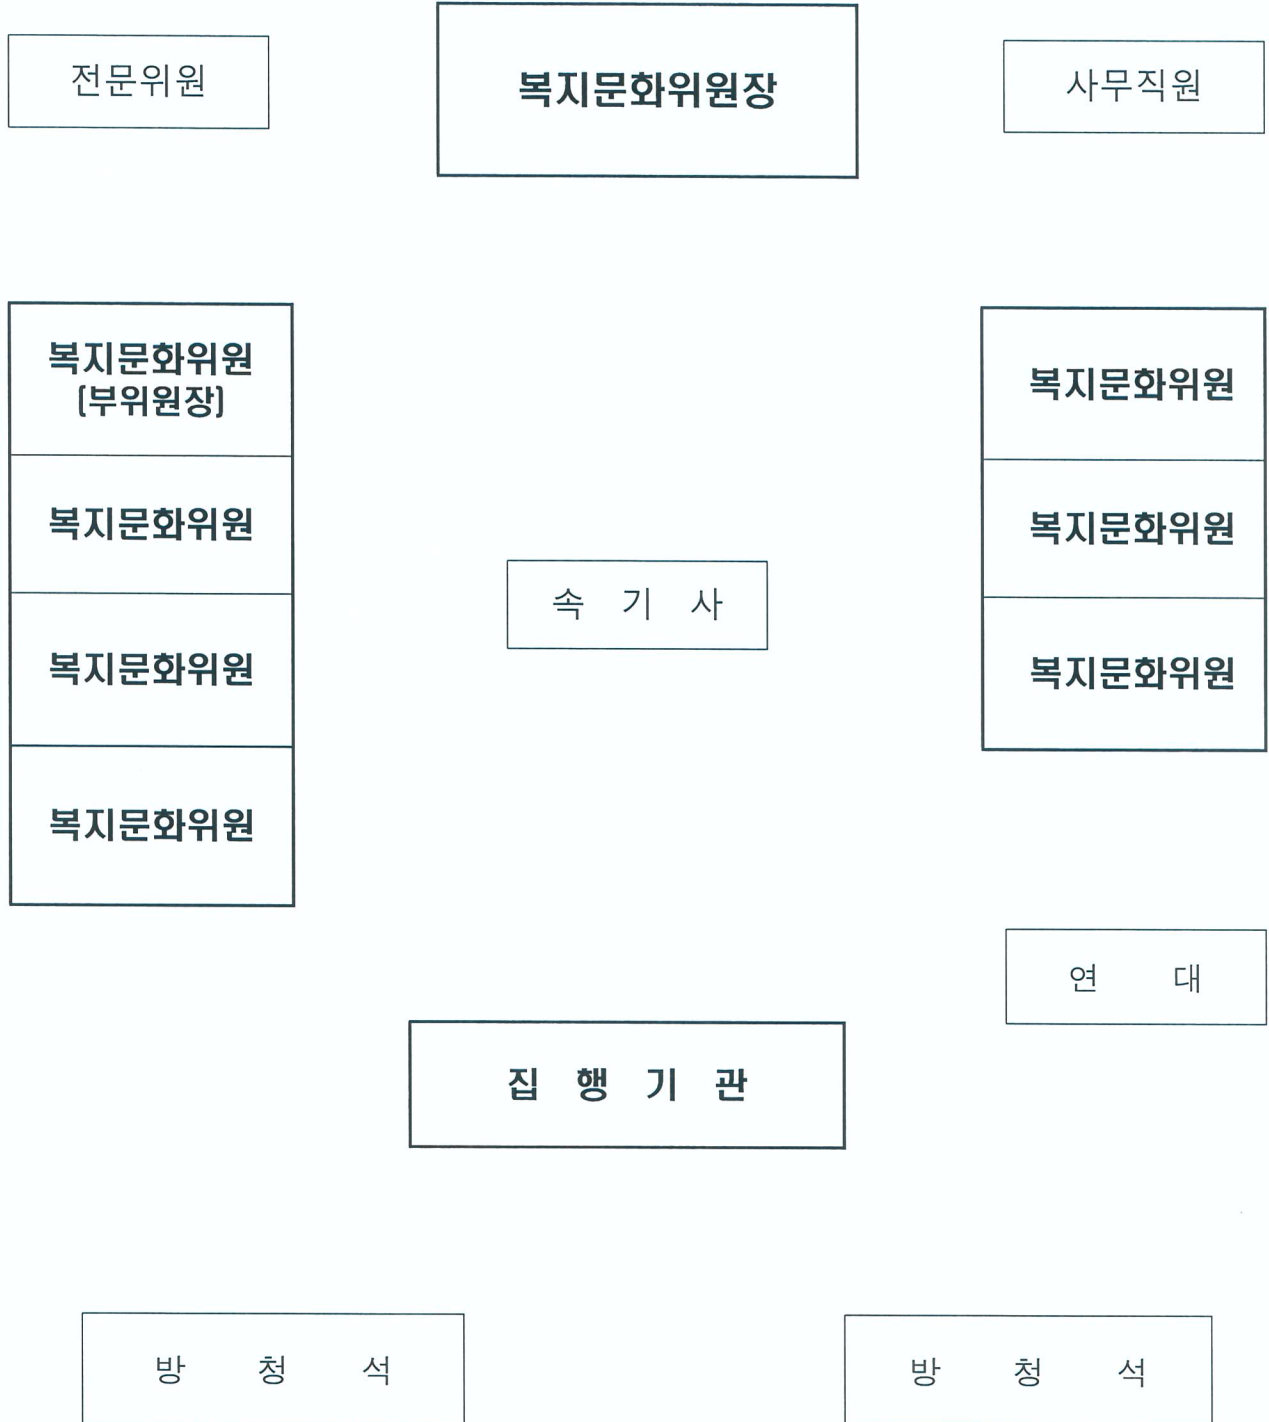 전문위원
복지문화위원장
사무직원
복지문화위원
(부위원장)
복지문화위원
복지문화위원
복지문화위원
복지문화위원
복지문화위원
복지문화위원
속 기 사
연 대
집 행 기 관
방 청 석
방 청 석